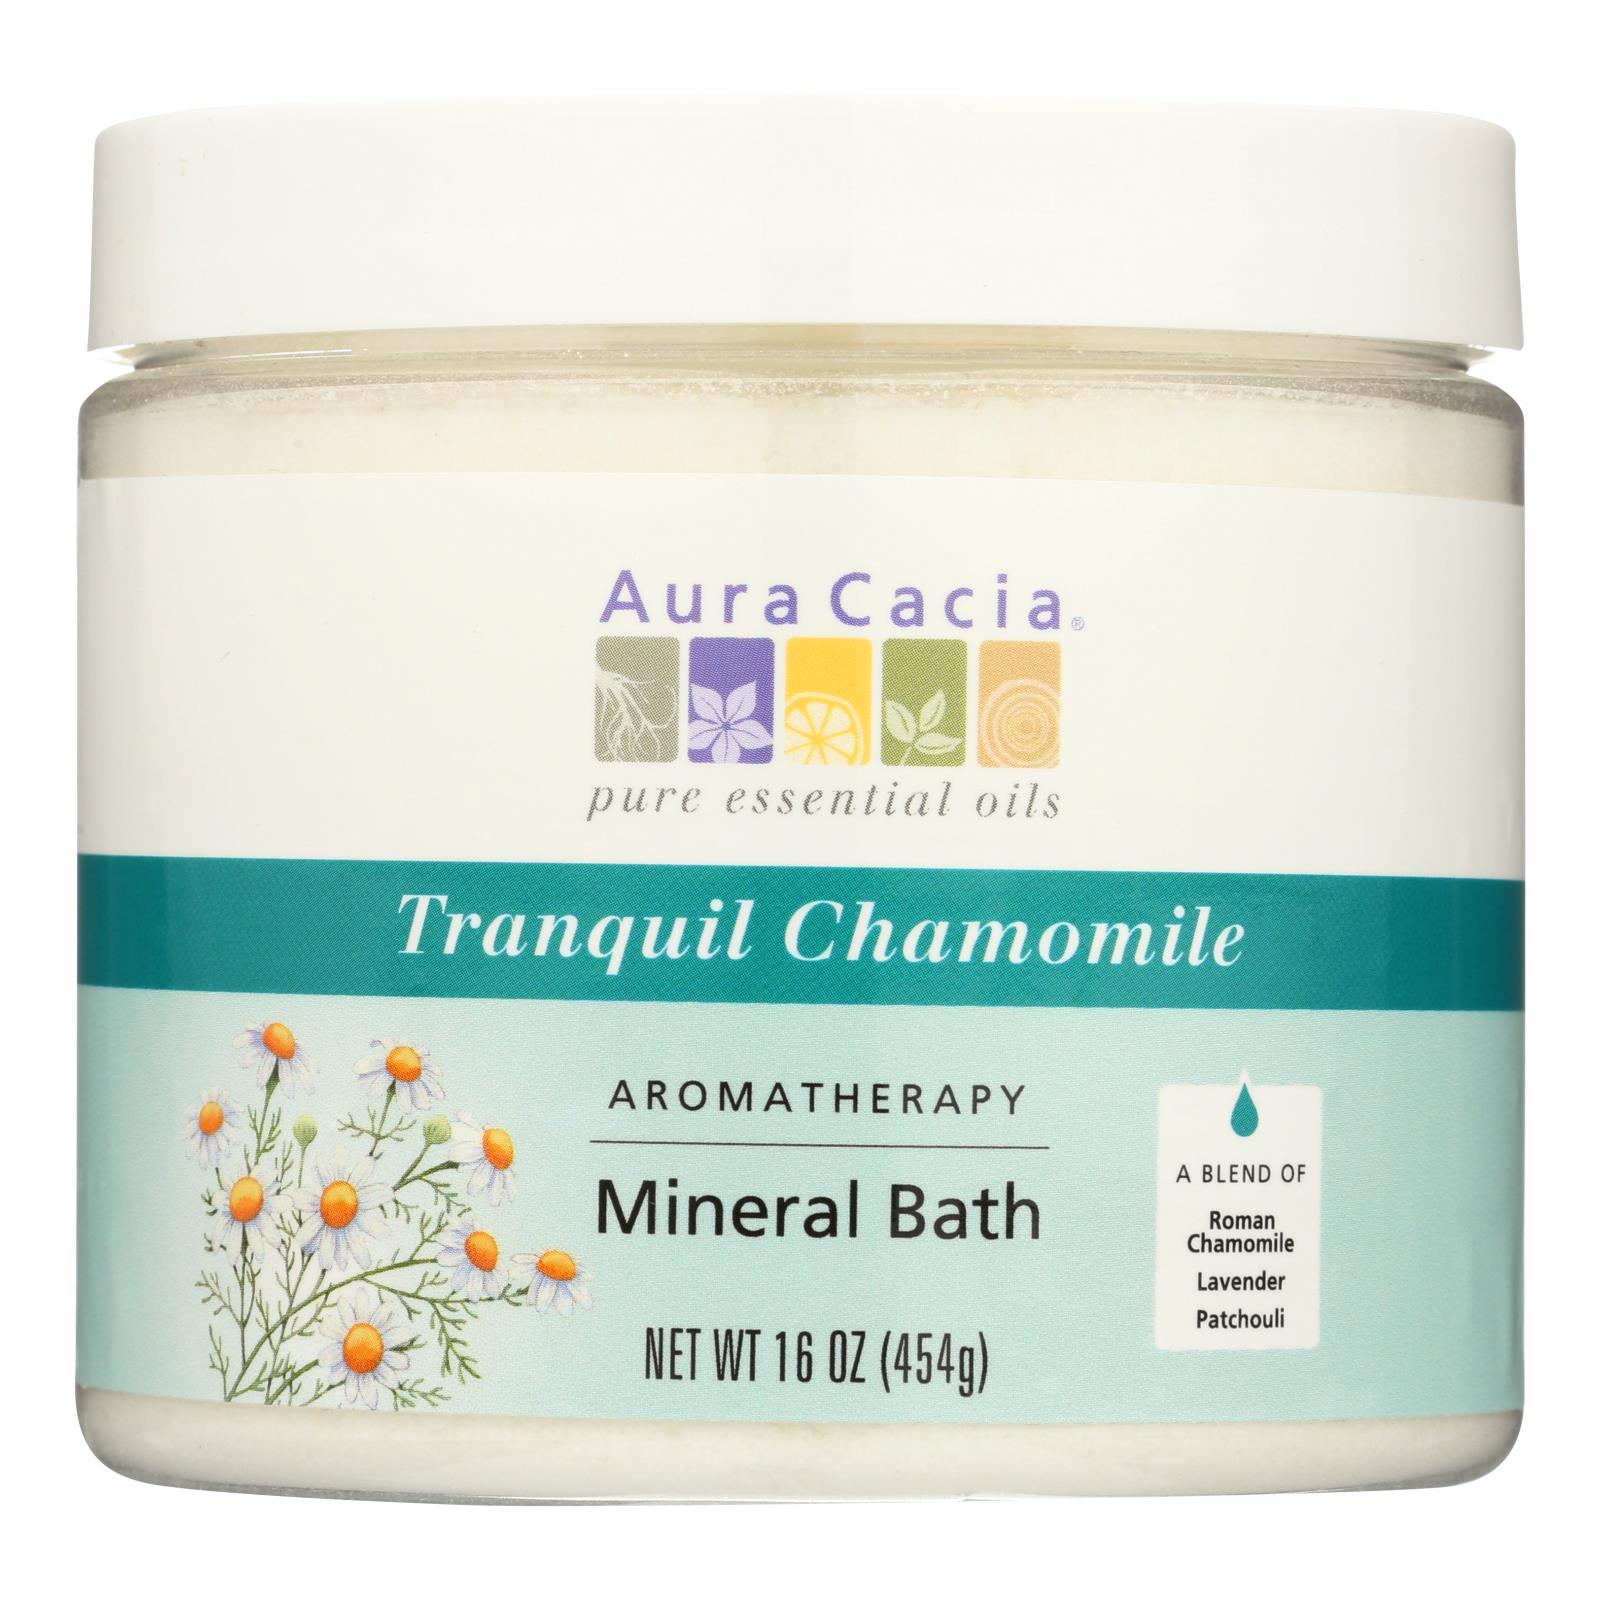 Aura Cacia®
pure essential oils
Tranquil Chamomile
AROMATHERAPY
Mineral Bath
NET WT 16 OZ (454g)
A BLEND OF
Roman
Chamomile
Lavender
Patchouli